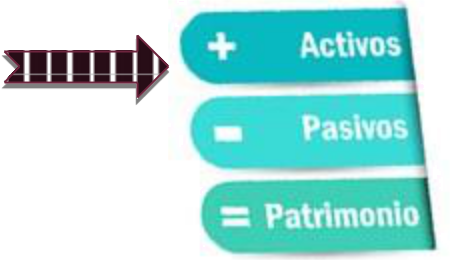 + Activos
- Pasivos
= Patrimonio